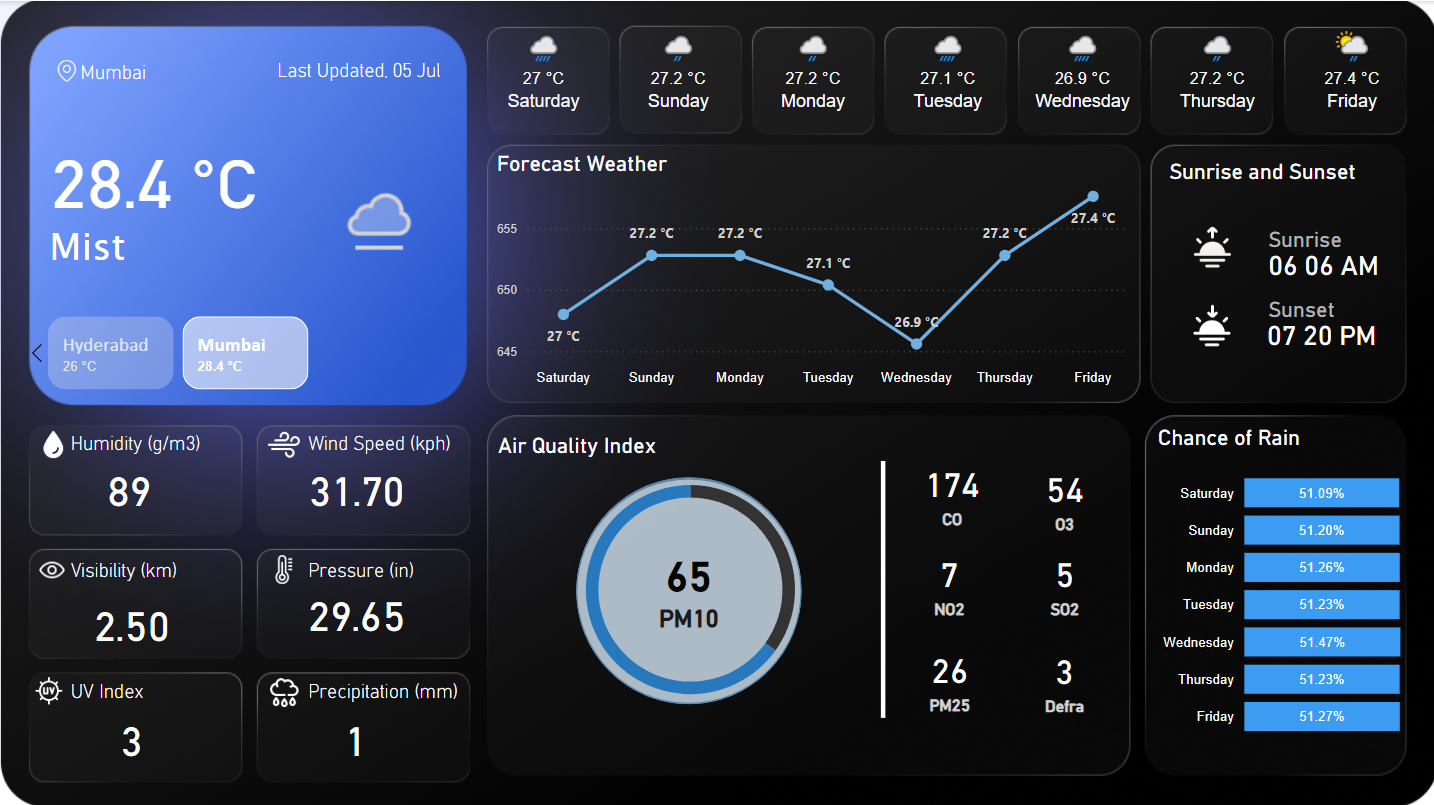 Mumbai
Last Updated. 05 Jul
28.4 °C
Mist
Hyderabad
26 °C
Mumbai
28.4 °C
27 °C
Saturday
27.2 °C
Sunday
27.2 °C
Monday
27.1 °C
Tuesday
26.9 °C
Wednesday
27.2 °C
Thursday
27.4 °C
Friday
Forecast Weather
655
650
645
27 °C
27.2 °C
27.2 °C
27.1 °C
26.9 °C
27.2 °C
27.4 °C
Saturday
Sunday
Monday
Tuesday
Wednesday
Thursday
Friday
Sunrise and Sunset
Sunrise
06 06 AM
Sunset
07 20 PM
Humidity (g/m3)
89
Wind Speed (kph)
31.70
Visibility (km)
2.50
Pressure (in)
29.65
UV
UV Index
3
Precipitation (mm)
1
Air Quality Index
65
PM10
174
CO
54
O3
7
NO2
5
SO2
26
PM25
3
Defra
Chance of Rain
Saturday 51.09%
Sunday 51.20%
Monday 51.26%
Tuesday 51.23%
Wednesday 51.47%
Thursday 51.23%
Friday 51.27%